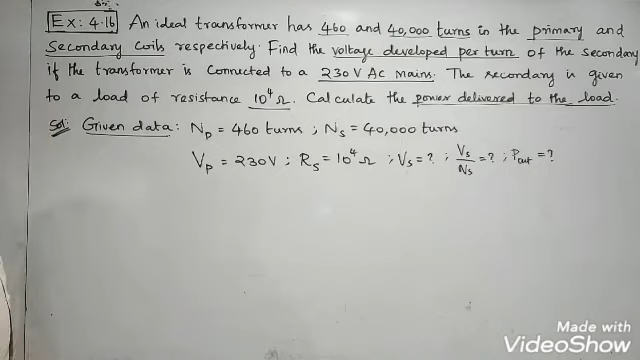 Ex: 4.16 An ideal transformer has 460 and 40,000 turns in the primary and
Secondary coils respectively. Find the voltage developed per turn of the secondary
if the transformer is connected to a 230 V AC mains. The secondary is given
to a load of resistance 10⁴ Ω. Calculate the power delivered to the load.
Sol: Given data: Np = 460 turns ; Ns = 40,000 turns
Vp = 230V ; Rs = 10⁴ Ω ; Vs = ? ; Vs/Ns = ? ; Pout = ?
Made with
VideoShow